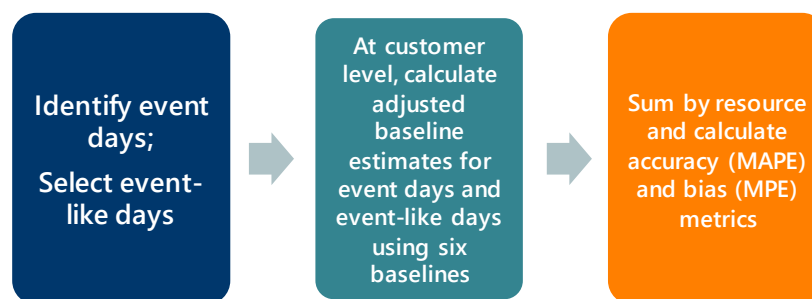 Identify event
days;
Select event-
like days
At customer
level, calculate
adjusted
baseline
estimates for
event days and
event-like days
using six
baselines
Sum by resource
and calculate
accuracy (MAPE)
and bias (MPE)
metrics